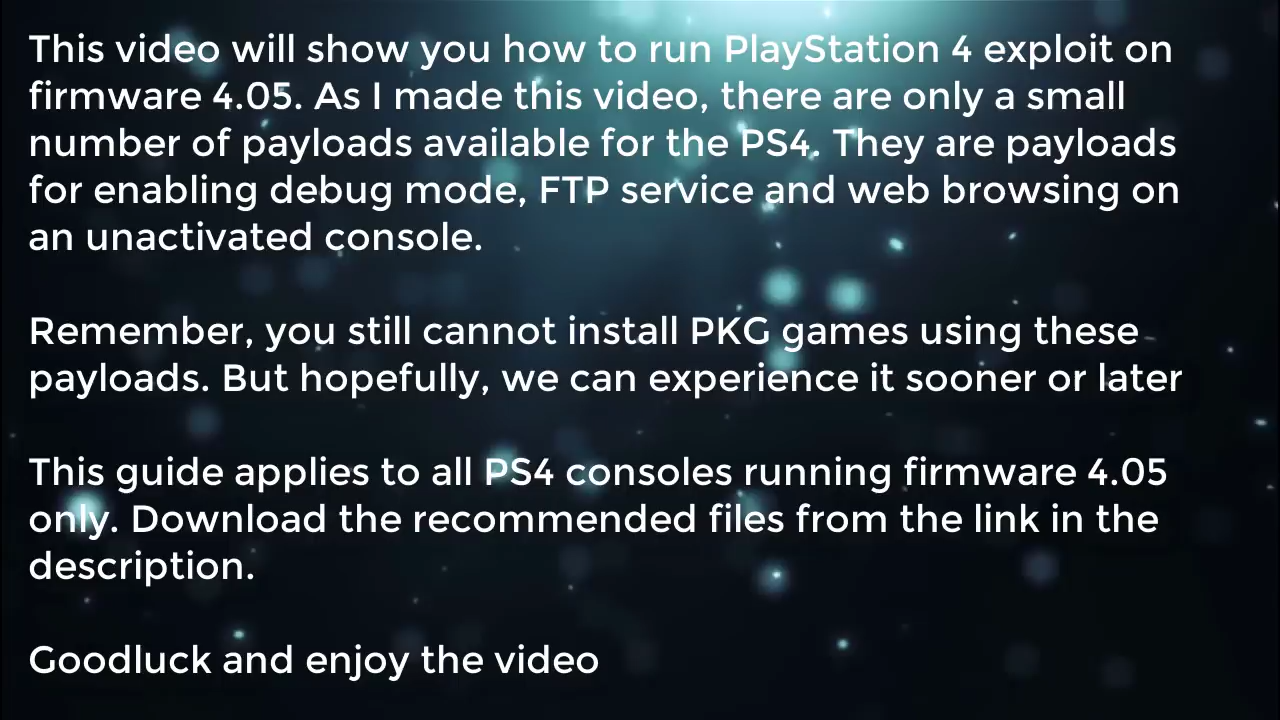 This video will show you how to run PlayStation 4 exploit on
firmware 4.05. As I made this video, there are only a small
number of payloads available for the PS4. They are payloads
for enabling debug mode, FTP service and web browsing on
an unactivated console.
Remember, you still cannot install PKG games using these
payloads. But hopefully, we can experience it sooner or later
This guide applies to all PS4 consoles running firmware 4.05
only. Download the recommended files from the link in the
description.
Goodluck and enjoy the video